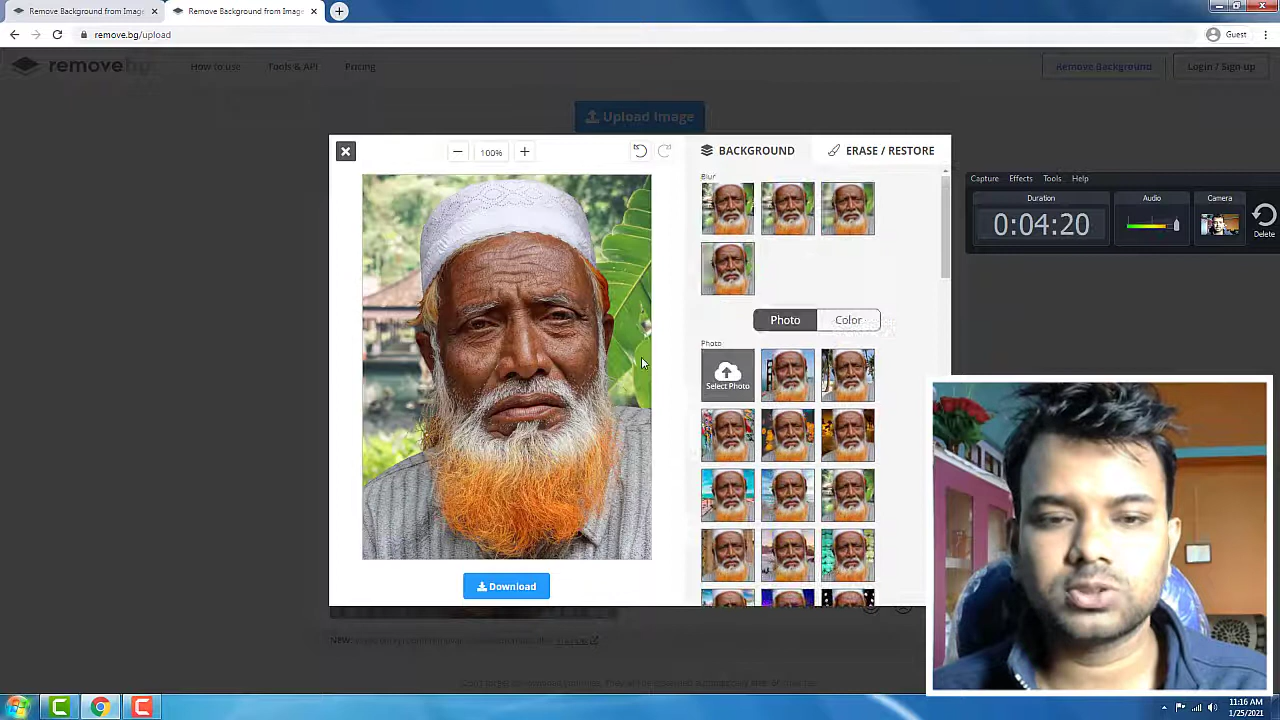 Remove Background from Image
Remove Background from Image
remove.bg/upload
Guest
removebg
How to use
Tools & API
Pricing
Remove Background
Login / Sign up
Upload Image
100%
BACKGROUND
ERASE / RESTORE
Blur
Photo
Color
Photo
Select Photo
Download
Capture
Effects
Tools
Help
Duration
Audio
Camera
0:04:20
Delete
NEW:
11:16 AM
1/25/2021